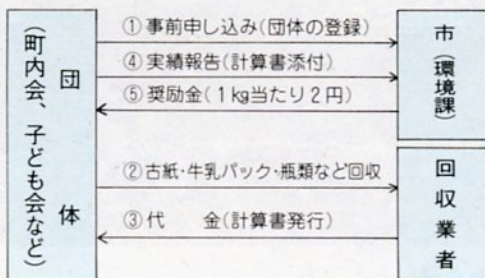 団体
(町内会、子ども会など)
① 事前申し込み(団体の登録)
④ 実績報告(計算書添付)
⑤ 奨励金(1kg当たり2円)
② 古紙・牛乳パック・瓶類など回収
③ 代　金(計算書発行)
市(環境課)
回収業者